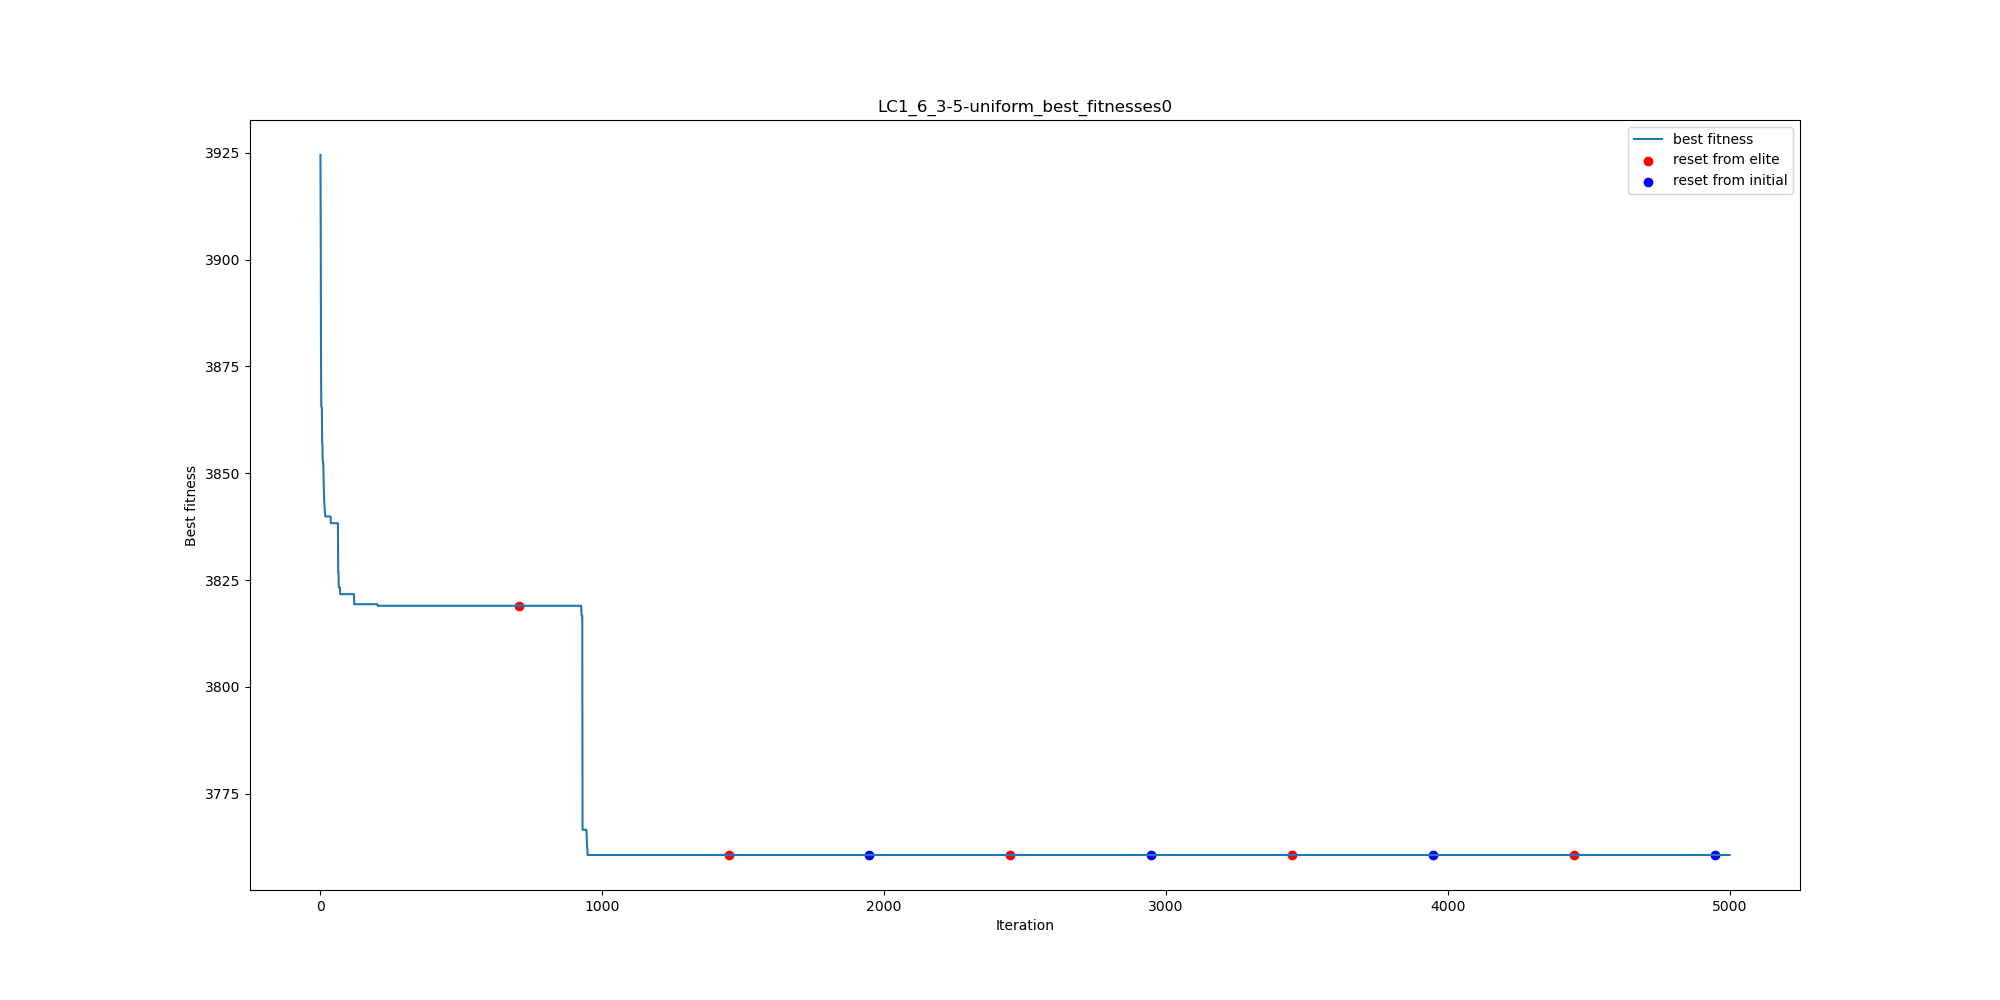 LC1_6_3-5-uniform_best_fitnesses0
best fitness
reset from elite
reset from initial
Best fitness
3925
3900
3875
3850
3825
3800
3775
0
1000
2000
3000
4000
5000
Iteration